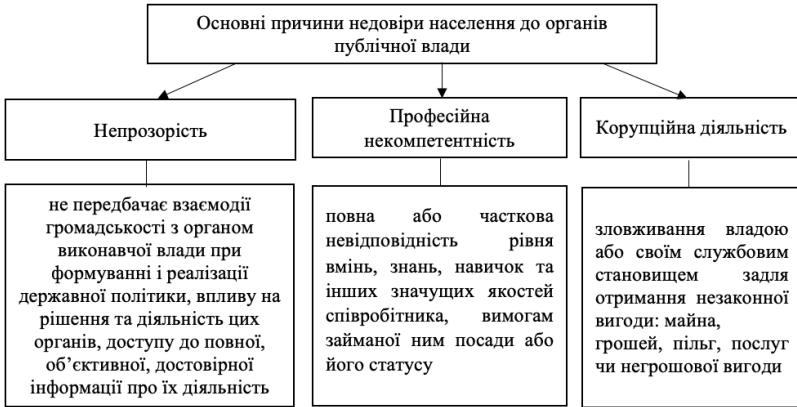 Основні причини недовіри населення до органів
публічної влади
Непрозорість
Професійна
некомпетентність
Корупційна діяльність
не передбачає взаємодії
громадськості з органом
виконавчої влади при
формуванні і реалізації
державної політики, впливу на
рішення та діяльність цих
органів, доступу до повної,
об’єктивної, достовірної
інформації про їх діяльність
повна або часткова
невідповідність рівня
вмінь, знань, навичок та
інших значущих якостей
співробітника, вимогам
займаної ним посади або
його статусу
зловживання владою
або своїм службовим
становищем задля
отримання незаконної
вигоди: майна,
грошей, пільг, послуг
чи негрошової вигоди